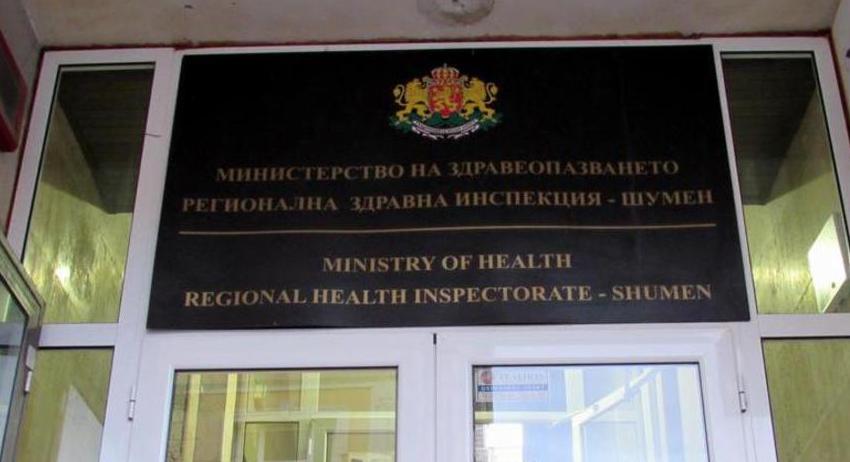 МИНИСТЕРСТВО НА ЗДРАВЕОПАЗВАНЕТО
РЕГИОНАЛНА ЗДРАВНА ИНСПЕКЦИЯ - ШУМЕН
MINISTRY OF HEALTH
REGIONAL HEALTH INSPECTORATE - SHUMEN